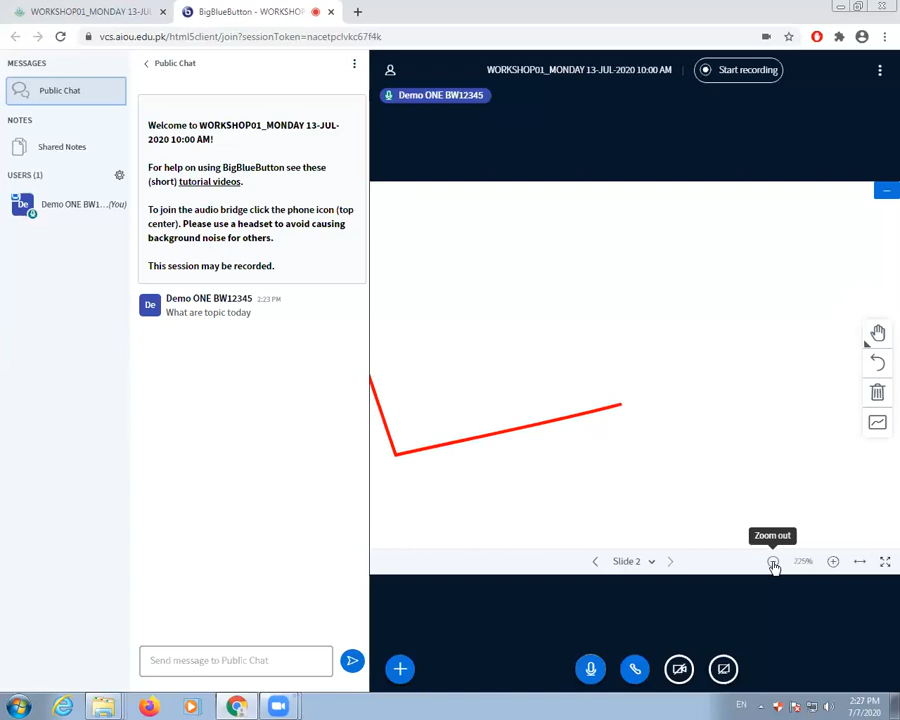 WORKSHOP01_MONDAY 13-JUL...
BigBlueButton - WORKSHOP
vcs.aiou.edu.pk/html5client/join?sessionToken=nacetpclvkc67f4k
MESSAGES
Public Chat
NOTES
Shared Notes
USERS (1)
De
Demo ONE BW1...(You)
Public Chat
Welcome to WORKSHOP01_MONDAY 13-JUL-
2020 10:00 AM!
For help on using BigBlueButton see these
(short) tutorial videos.
To join the audio bridge click the phone icon (top
center). Please use a headset to avoid causing
background noise for others.
This session may be recorded.
De
Demo ONE BW12345 2:23 PM
What are topic today
Send message to Public Chat
WORKSHOP01_MONDAY 13-JUL-2020 10:00 AM
Start recording
Demo ONE BW12345
Zoom out
Slide 2
225%
EN
2:27 PM
7/7/2020